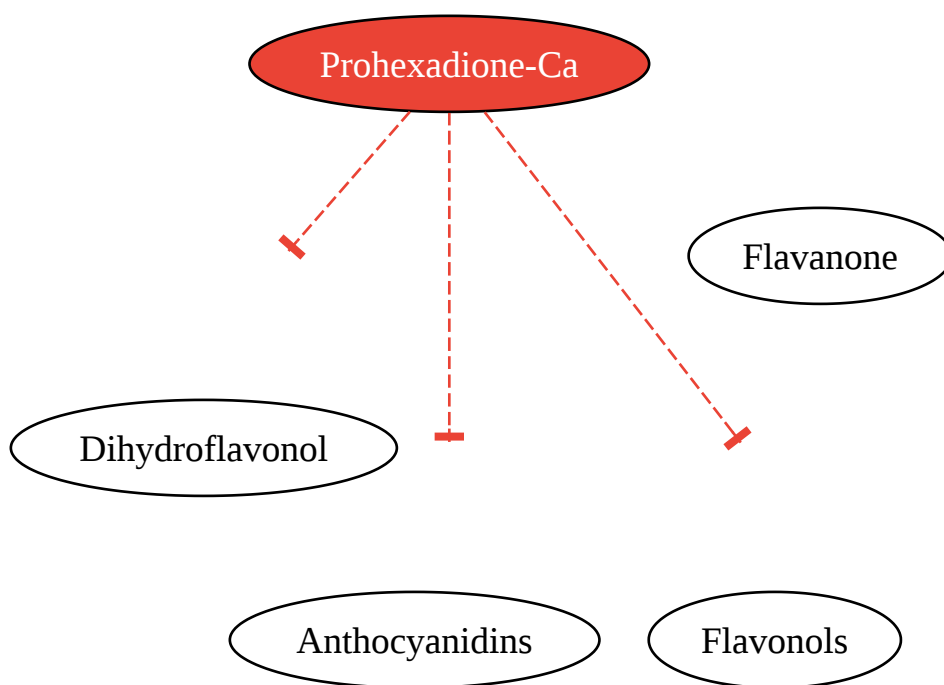 Prohexadione-Ca
Flavanone
Dihydroflavonol
Anthocyanidins
Flavonols